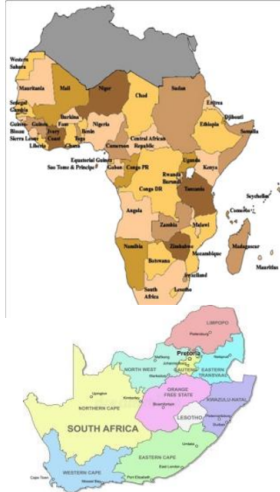 Western
Sahara
Mauritania
Mali
Niger
Chad
Sudan
Eritrea
Senegal
Gambia
Burkina
Faso
Djibouti
Guinea-
Bissau
Guinea
Benin
Nigeria
Ethiopia
Somalia
Sierra Leone
Ivory
Coast
Togo
Central African
Republic
Liberia
Ghana
Cameroon
Equatorial Guinea
Uganda
Kenya
Sao Tome & Principe
Gabon
Congo PR
Rwanda
Burundi
Congo DR
Tanzania
Seychelles
Comoros
Angola
Malawi
Zambia
Zimbabwe
Madagascar
Mauritius
Namibia
Botswana
Mozambique
Swaziland
South
Africa
Lesotho
LIMPOPO
Pretoria
NORTH WEST
GAUTENG
EASTERN
TRANSVAAL
ORANGE
FREE STATE
KWAZULU NATAL
NORTHERN CAPE
LESOTHO
SOUTH AFRICA
EASTERN CAPE
WESTERN CAPE
East London
Cape Town
Port Elizabeth